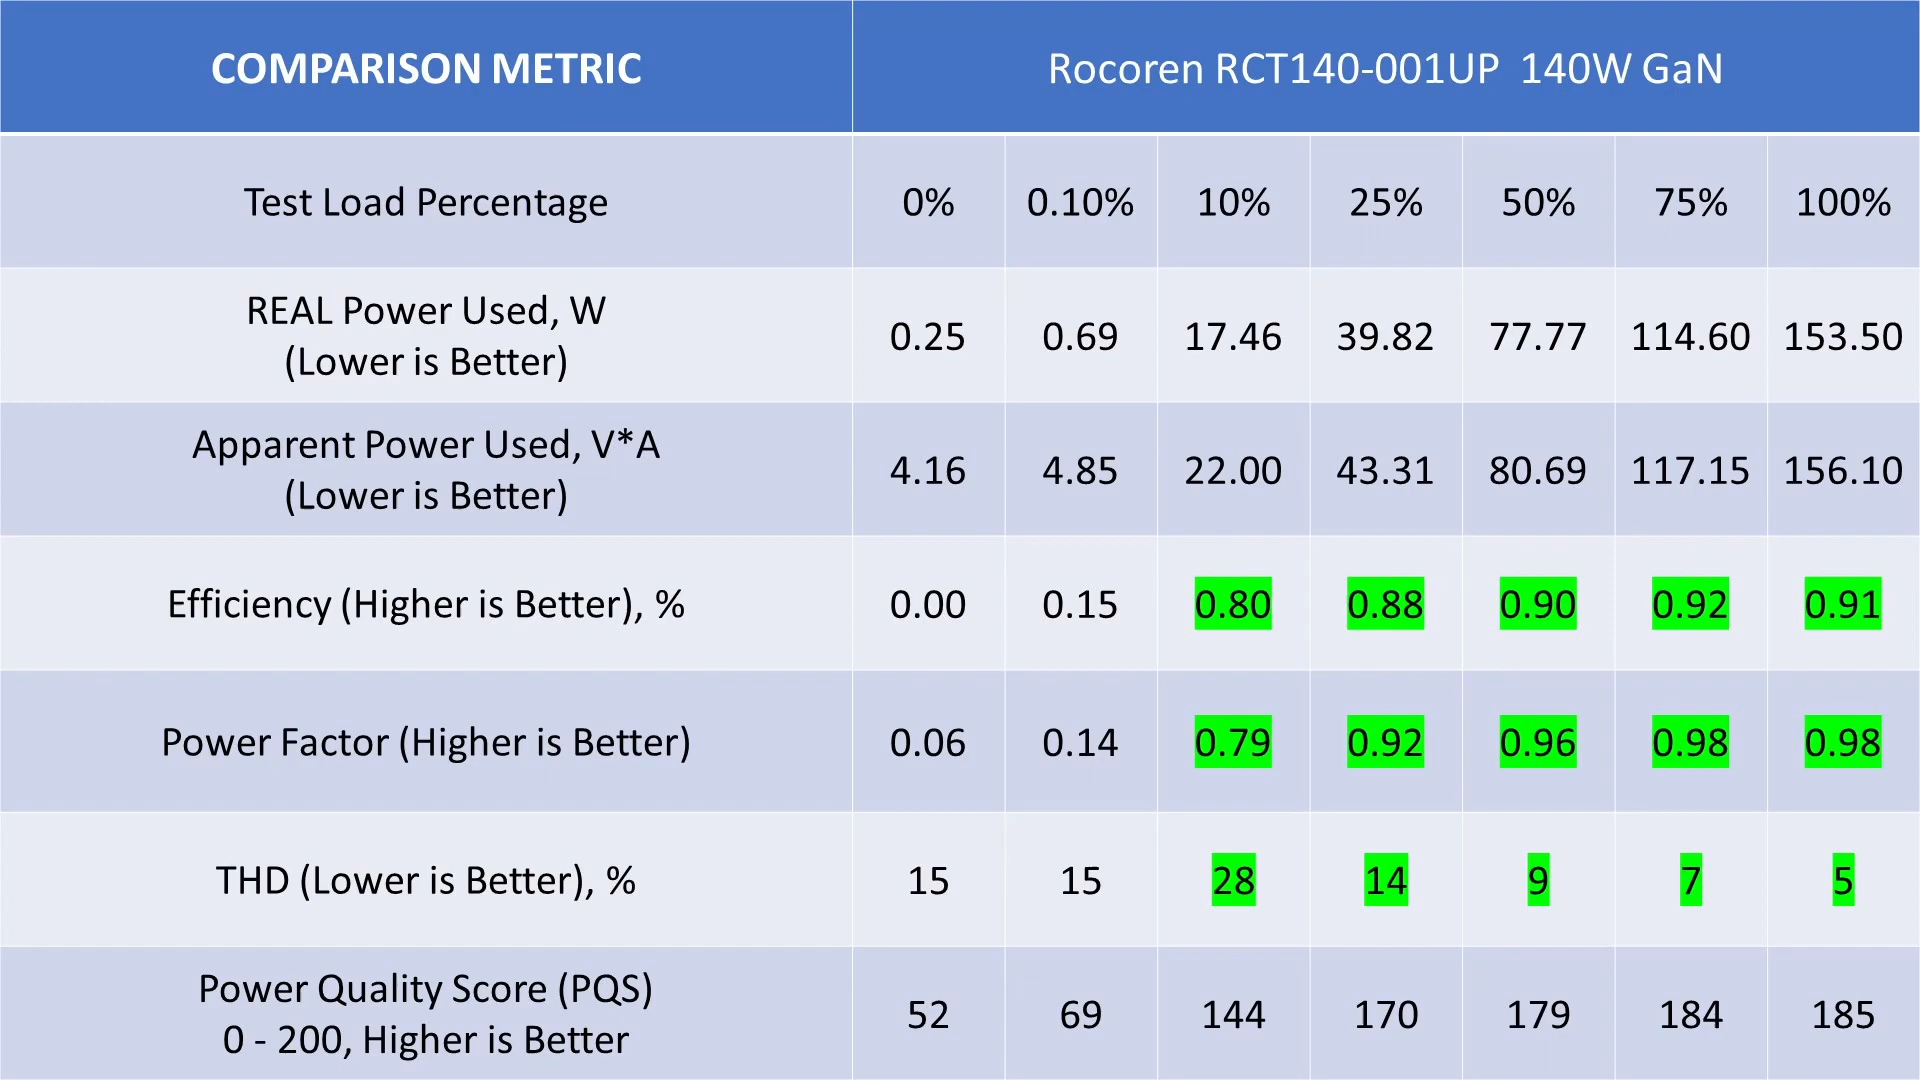 COMPARISON METRIC Rocoren RCT140-001UP 140W GaN
Test Load Percentage 0% 0.10% 10% 25% 50% 75% 100%
REAL Power Used, W
(Lower is Better) 0.25 0.69 17.46 39.82 77.77 114.60 153.50
Apparent Power Used, V*A
(Lower is Better) 4.16 4.85 22.00 43.31 80.69 117.15 156.10
Efficiency (Higher is Better), % 0.00 0.15 0.80 0.88 0.90 0.92 0.91
Power Factor (Higher is Better) 0.06 0.14 0.79 0.92 0.96 0.98 0.98
THD (Lower is Better), % 15 15 28 14 9 7 5
Power Quality Score (PQS)
0 - 200, Higher is Better 52 69 144 170 179 184 185